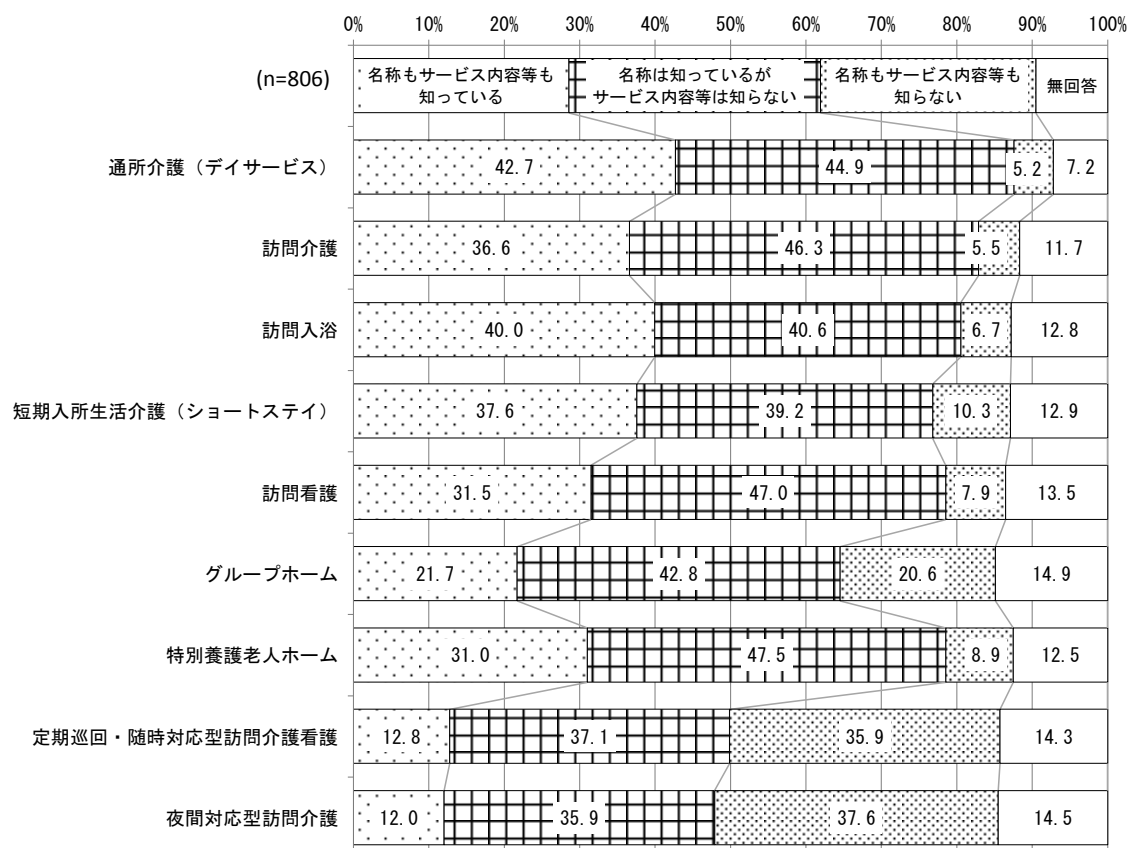 0% 10% 20% 30% 40% 50% 60% 70% 80% 90% 100%
(n=806)
名称もサービス内容等も
知っている
名称は知っているが
サービス内容等は知らない
名称もサービス内容等も
知らない
無回答
通所介護（デイサービス） 42.7 44.9 5.2 7.2
訪問介護 36.6 46.3 5.5 11.7
訪問入浴 40.0 40.6 6.7 12.8
短期入所生活介護（ショートステイ） 37.6 39.2 10.3 12.9
訪問看護 31.5 47.0 7.9 13.5
グループホーム 21.7 42.8 20.6 14.9
特別養護老人ホーム 31.0 47.5 8.9 12.5
定期巡回・随時対応型訪問介護看護 12.8 37.1 35.9 14.3
夜間対応型訪問介護 12.0 35.9 37.6 14.5